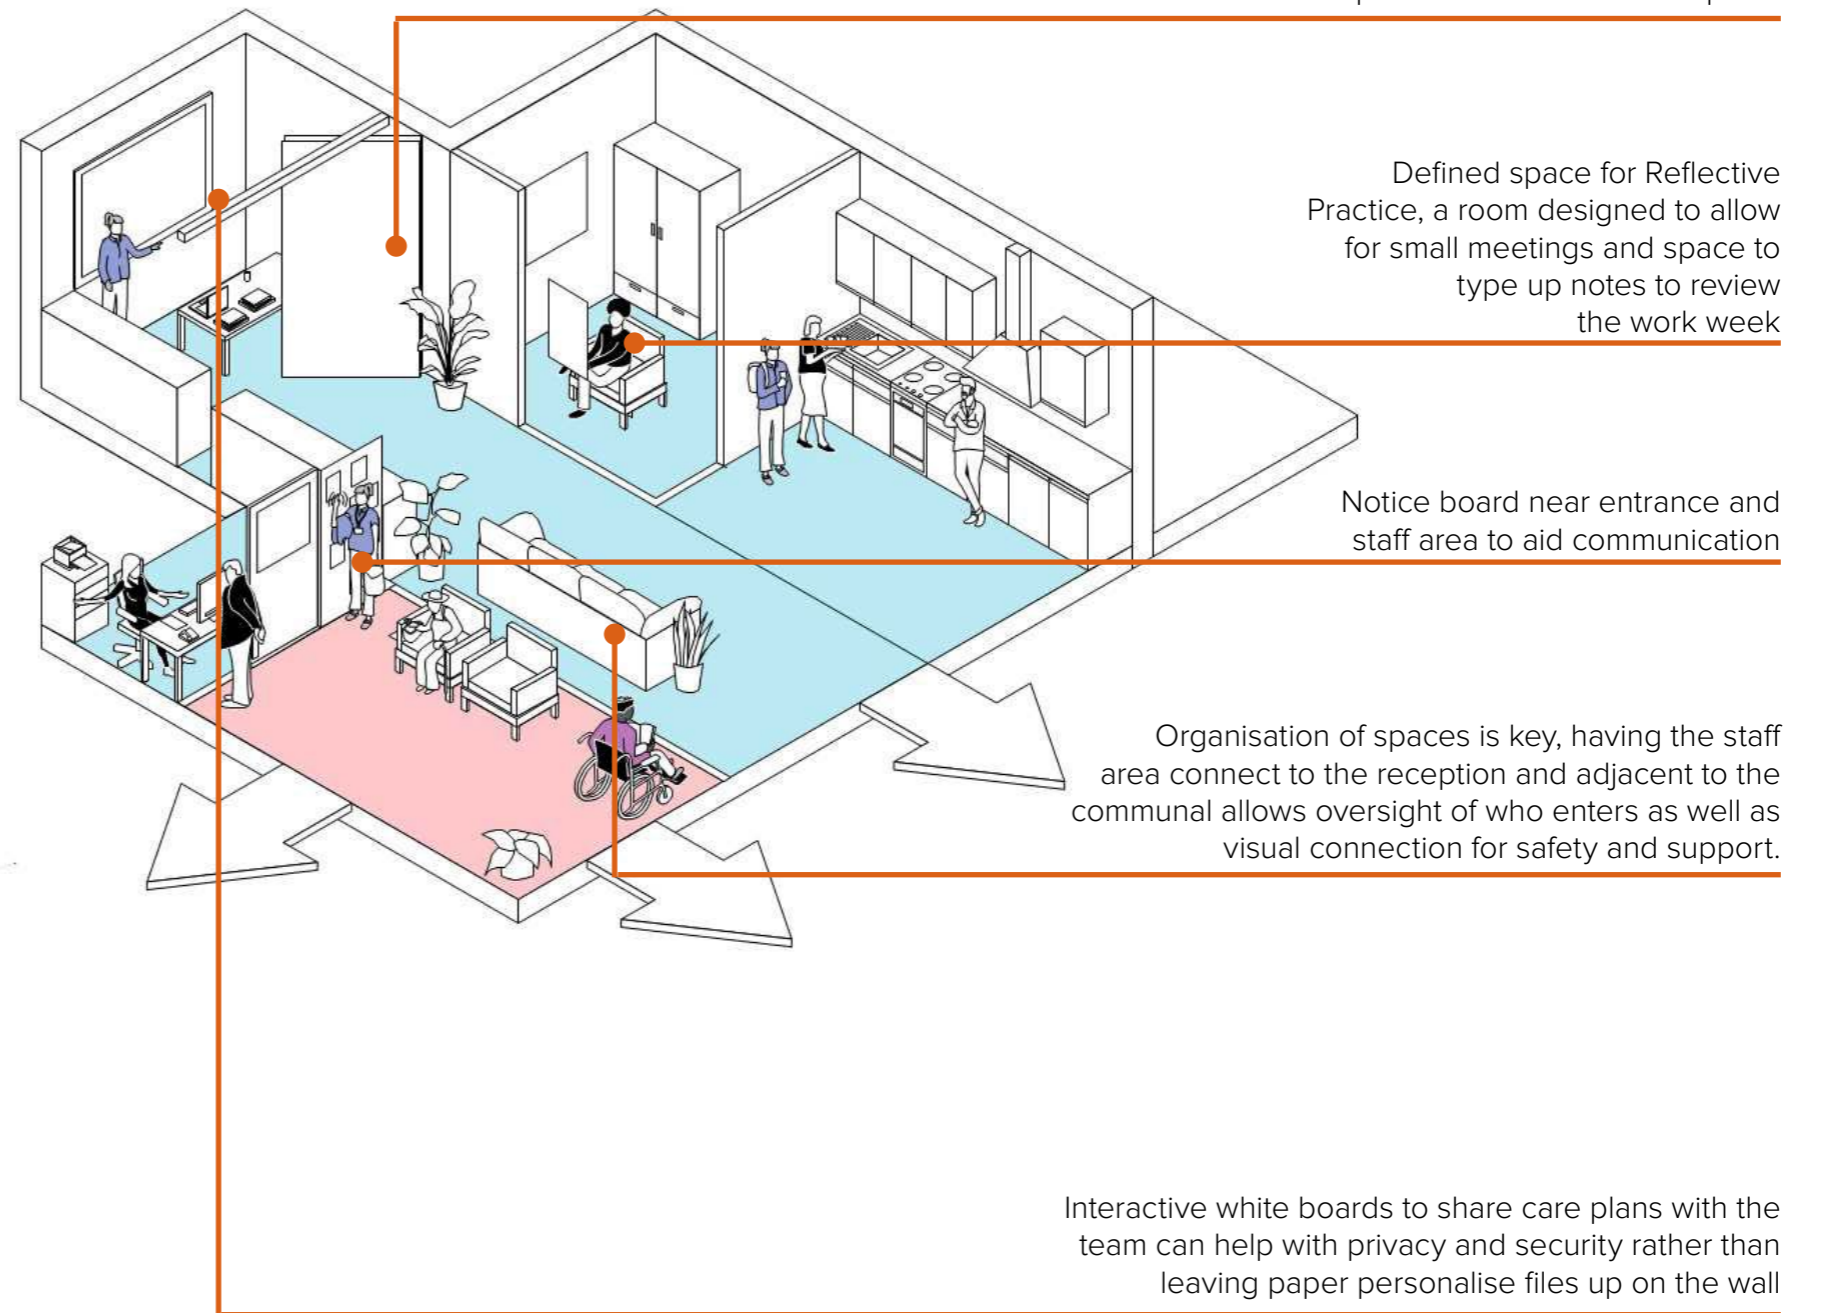 Defined space for Reflective
Practice, a room designed to allow
for small meetings and space to
type up notes to review
the work week
Notice board near entrance and
staff area to aid communication
Organisation of spaces is key, having the staff
area connect to the reception and adjacent to the
communal allows oversight of who enters as well as
visual connection for safety and support.
Interactive white boards to share care plans with the
team can help with privacy and security rather than
leaving paper personalise files up on the wall